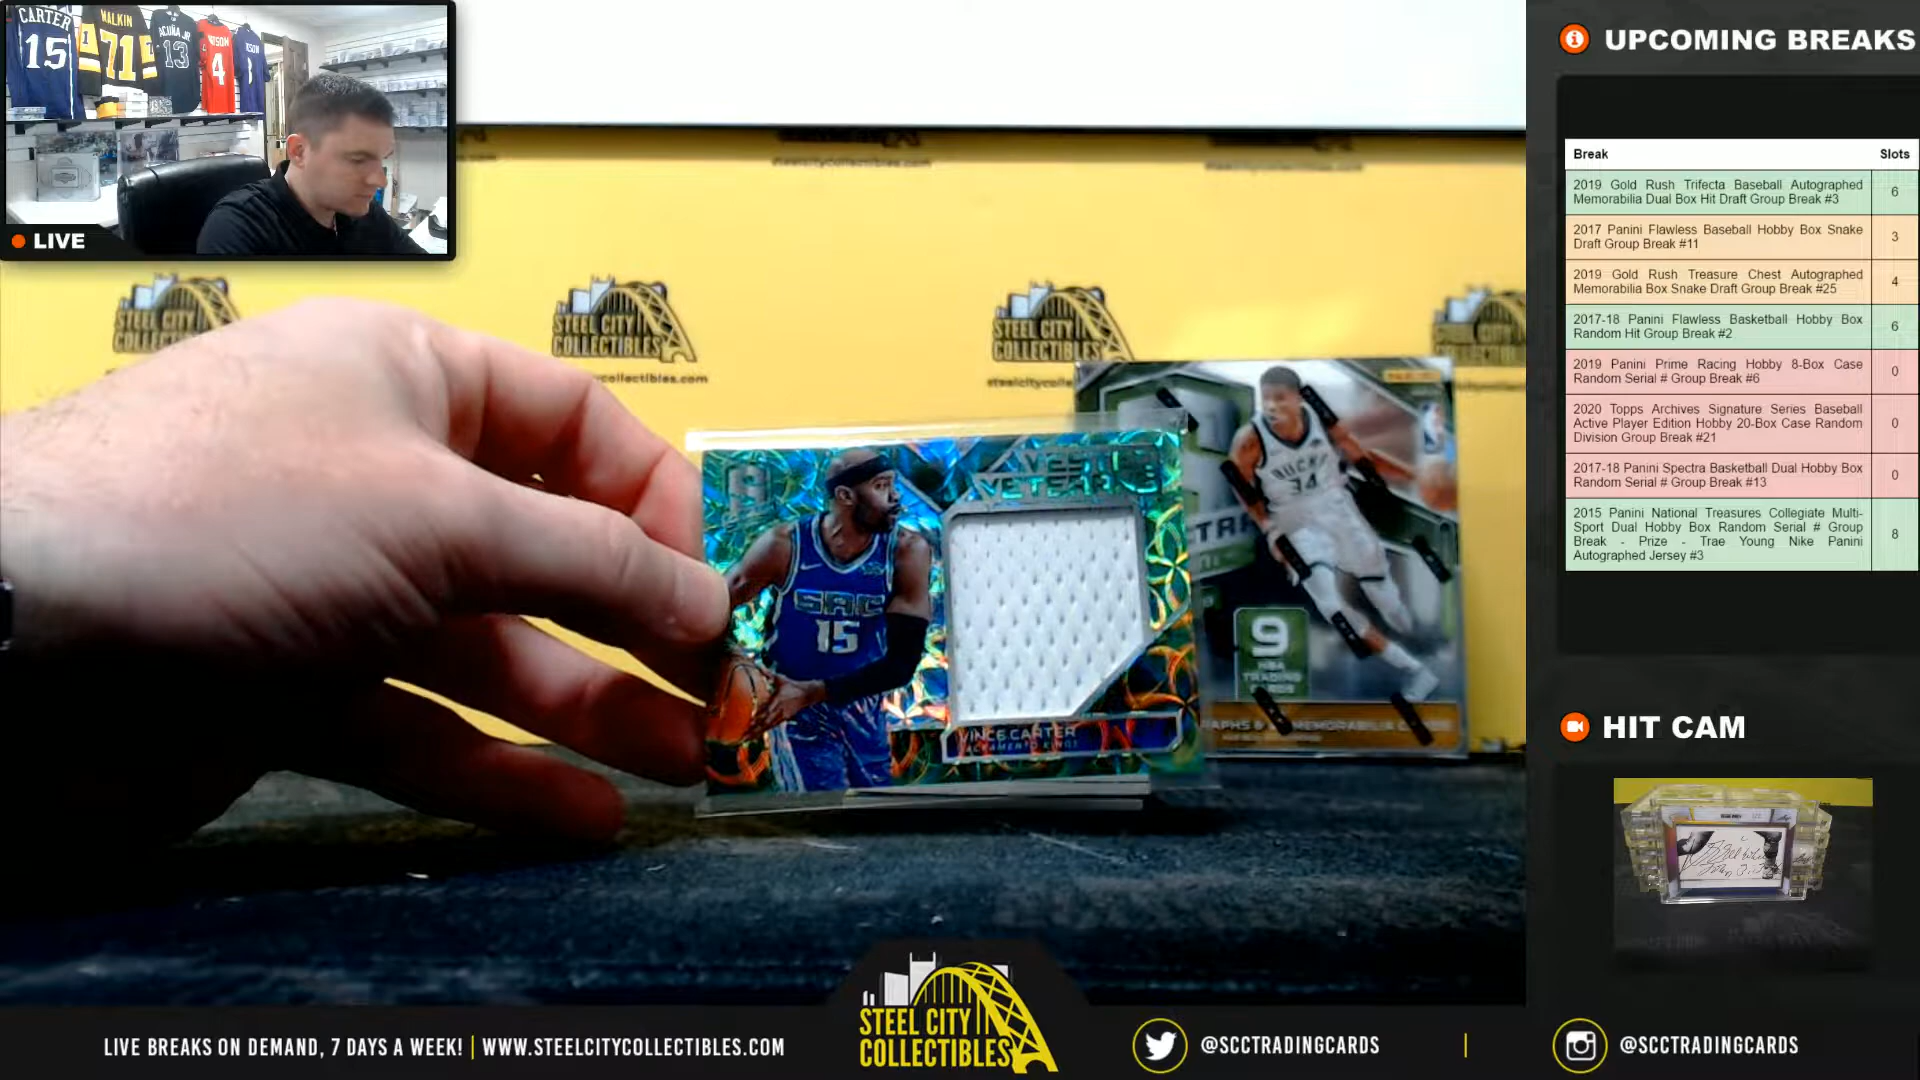 CARTER
15
71
ACUÑA JR
13
4
LIVE
STEEL CITY
COLLECTIBLES
STEEL CITY
COLLECTIBLES
STEEL CITY
COLLECTIBLES
steelcitycollectibles.com
BUCKS
34
SAC
15
VINCE CARTER
SACRAMENTO KINGS
9
NBA
TRADING
CARDS
UPCOMING BREAKS
Break Slots
2019 Gold Rush Trifecta Baseball Autographed
Memorabilia Dual Box Hit Draft Group Break #3
6
2017 Panini Flawless Baseball Hobby Box Snake
Draft Group Break #11
3
2019 Gold Rush Treasure Chest Autographed
Memorabilia Box Snake Draft Group Break #25
4
2017-18 Panini Flawless Basketball Hobby Box
Random Hit Group Break #2
6
2019 Panini Prime Racing Hobby 8-Box Case
Random Serial # Group Break #6
0
2020 Topps Archives Signature Series Baseball
Active Player Edition Hobby 20-Box Case Random
Division Group Break #21
0
2017-18 Panini Spectra Basketball Dual Hobby Box
Random Serial # Group Break #13
0
2015 Panini National Treasures Collegiate Multi-
Sport Dual Hobby Box Random Serial # Group
Break - Prize - Trae Young Nike Panini
Autographed Jersey #3
8
HIT CAM
LIVE BREAKS ON DEMAND, 7 DAYS A WEEK! | WWW.STEELCITYCOLLECTIBLES.COM
STEEL CITY
COLLECTIBLES
@SCCTRADINGCARDS
@SCCTRADINGCARDS